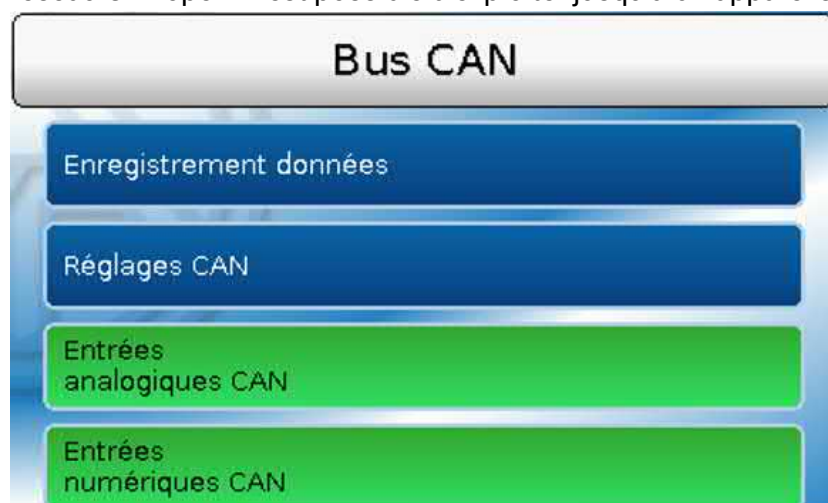 Bus CAN
Enregistrement données
Réglages CAN
Entrées
analogiques CAN
Entrées
numériques CAN